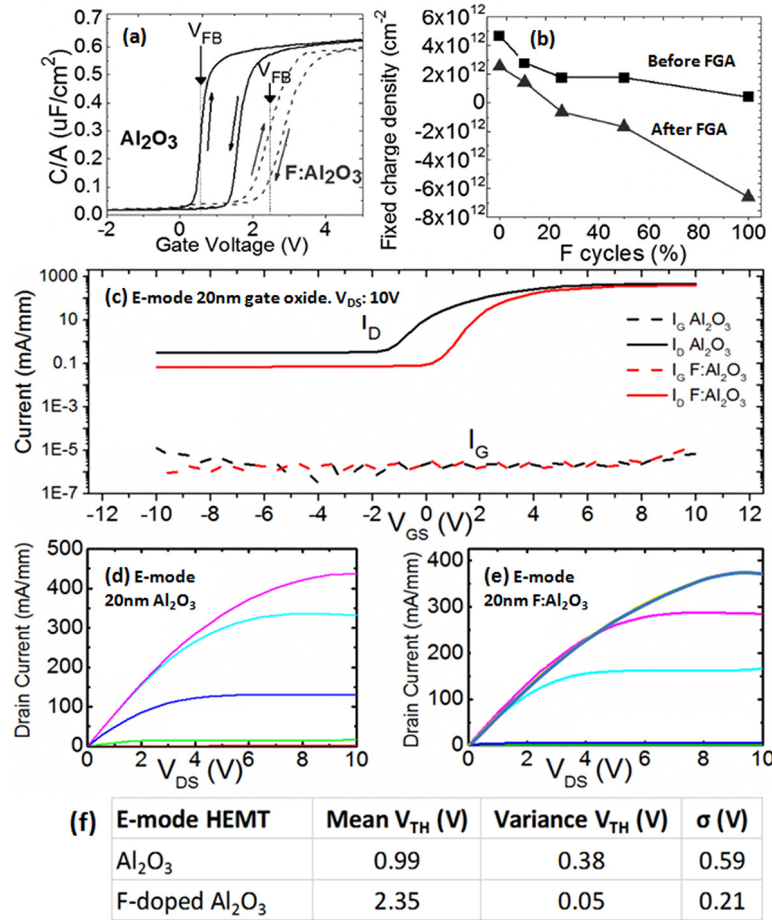 (a)
V_FB
V_FB
Al₂O₃
F:Al₂O₃
C/A (uF/cm²)
0.8
0.6
0.4
0.2
0.0
-2 0 2 4
Gate Voltage (V)
(b)
Before FGA
After FGA
Fixed charge density (cm⁻²
6x10¹²
4x10¹²
2x10¹²
0
-2x10¹²
-4x10¹²
-6x10¹²
-8x10¹²
0 20 40 60 80 100
F cycles (%)
(c) E-mode 20nm gate oxide. V_DS: 10V
I_D
I_G
I_G Al₂O₃
I_D Al₂O₃
I_G F:Al₂O₃
I_D F:Al₂O₃
Current (mA/mm)
1000
10
0.1
1E-3
1E-5
1E-7
-12 -10 -8 -6 -4 -2 0 2 4 6 8 10 12
V_GS (V)
(d) E-mode
20nm Al₂O₃
Drain Current (mA/mm)
500
400
300
200
100
0
0 2 4 6 8 10
V_DS (V)
(e) E-mode
20nm F:Al₂O₃
Drain Current (mA/mm)
400
300
200
100
0
0 2 4 6 8 10
V_DS (V)
(f)
E-mode HEMT Mean V_TH (V) Variance V_TH (V) σ (V)
Al₂O₃ 0.99 0.38 0.59
F-doped Al₂O₃ 2.35 0.05 0.21